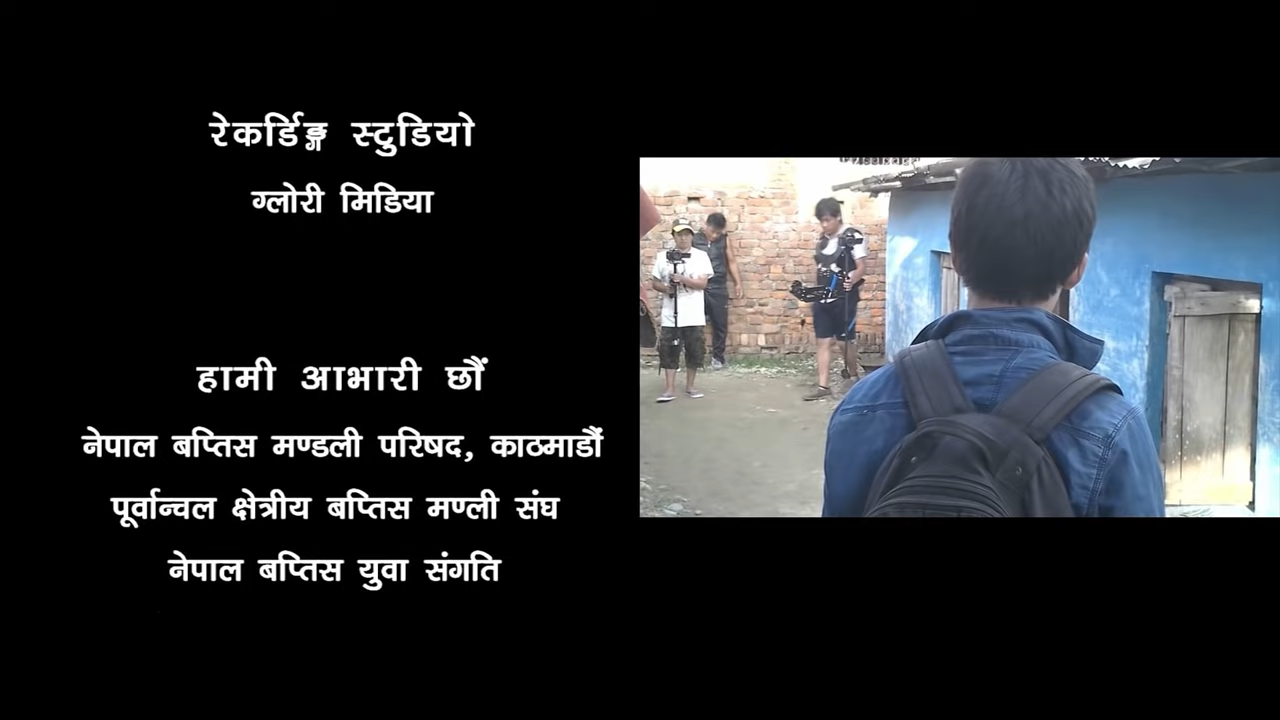 रेकर्डिङ्ग स्टुडियो
ग्लोरी मिडिया
हामी आभारी छौं
नेपाल बप्तिस मण्डली परिषद, काठमाडौं
पूर्वान्चल क्षेत्रीय बप्तिस मण्ली संघ
नेपाल बप्तिस युवा संगति